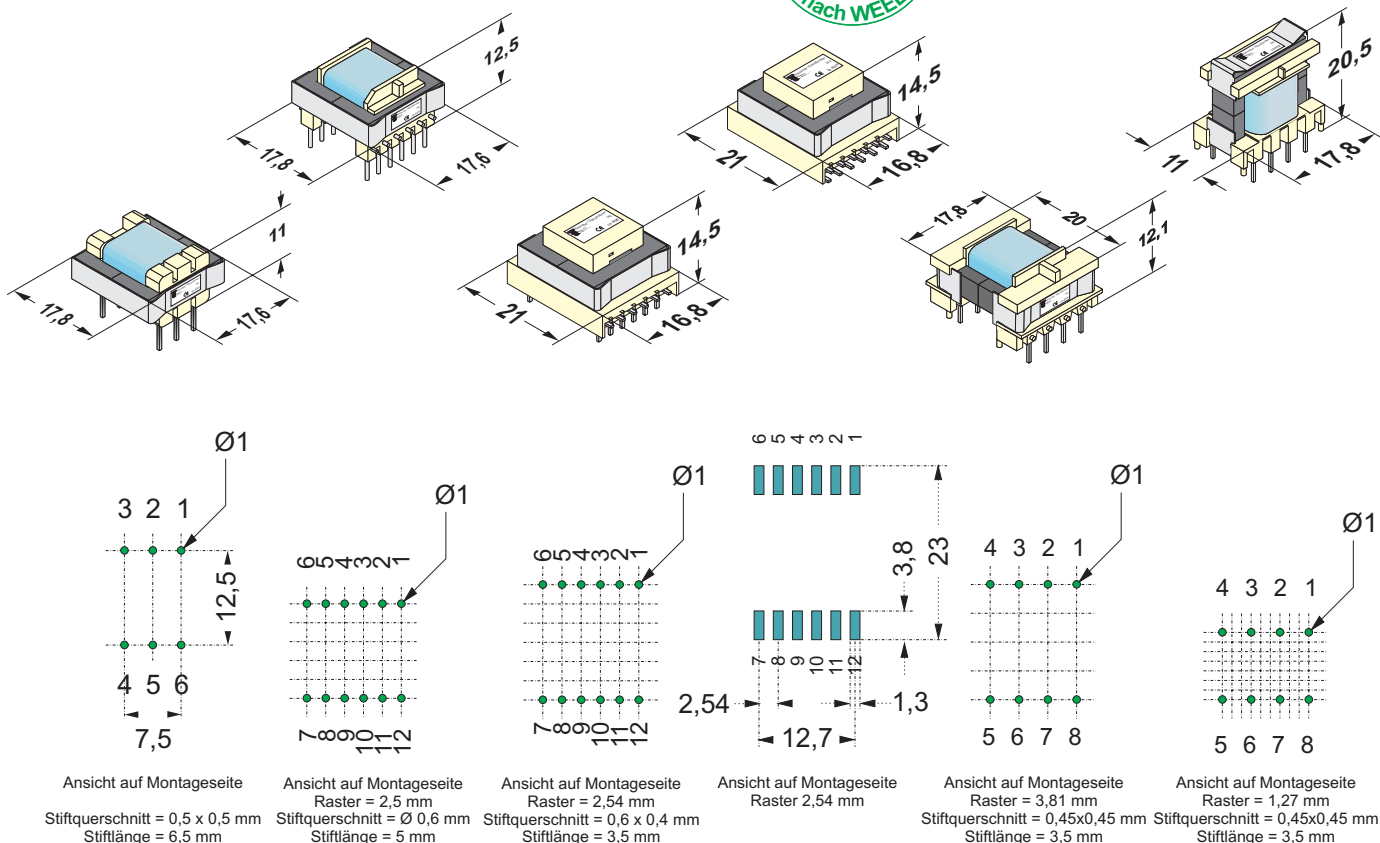 nach WEEE
12,5
17,8
17,6
14,5
21
16,8
20,5
11
17,8
11
17,8
17,6
14,5
21
16,8
17,8
20
12,1
Ø1
3 2 1
12,5
4 5 6
7,5
Ansicht auf Montageseite
Stiftquerschnitt = 0,5 x 0,5 mm
Stiftlänge = 6,5 mm
Ø1
6 5 4 3 2 1
7 8 9 10 11 12
Ansicht auf Montageseite
Raster = 2,5 mm
Stiftquerschnitt = Ø 0,6 mm
Stiftlänge = 5 mm
Ø1
6 5 4 3 2 1
7 8 9 10 11 12
Ansicht auf Montageseite
Raster = 2,54 mm
Stiftquerschnitt = 0,6 x 0,4 mm
Stiftlänge = 3,5 mm
6 5 4 3 2 1
3,8
23
7 8 9 10 11 12
2,54
1,3
12,7
Ansicht auf Montageseite
Raster 2,54 mm
Ø1
4 3 2 1
5 6 7 8
Ansicht auf Montageseite
Raster = 3,81 mm
Stiftquerschnitt = 0,45x0,45 mm
Stiftlänge = 3,5 mm
Ø1
4 3 2 1
5 6 7 8
Ansicht auf Montageseite
Raster = 1,27 mm
Stiftquerschnitt = 0,45x0,45 mm
Stiftlänge = 3,5 mm